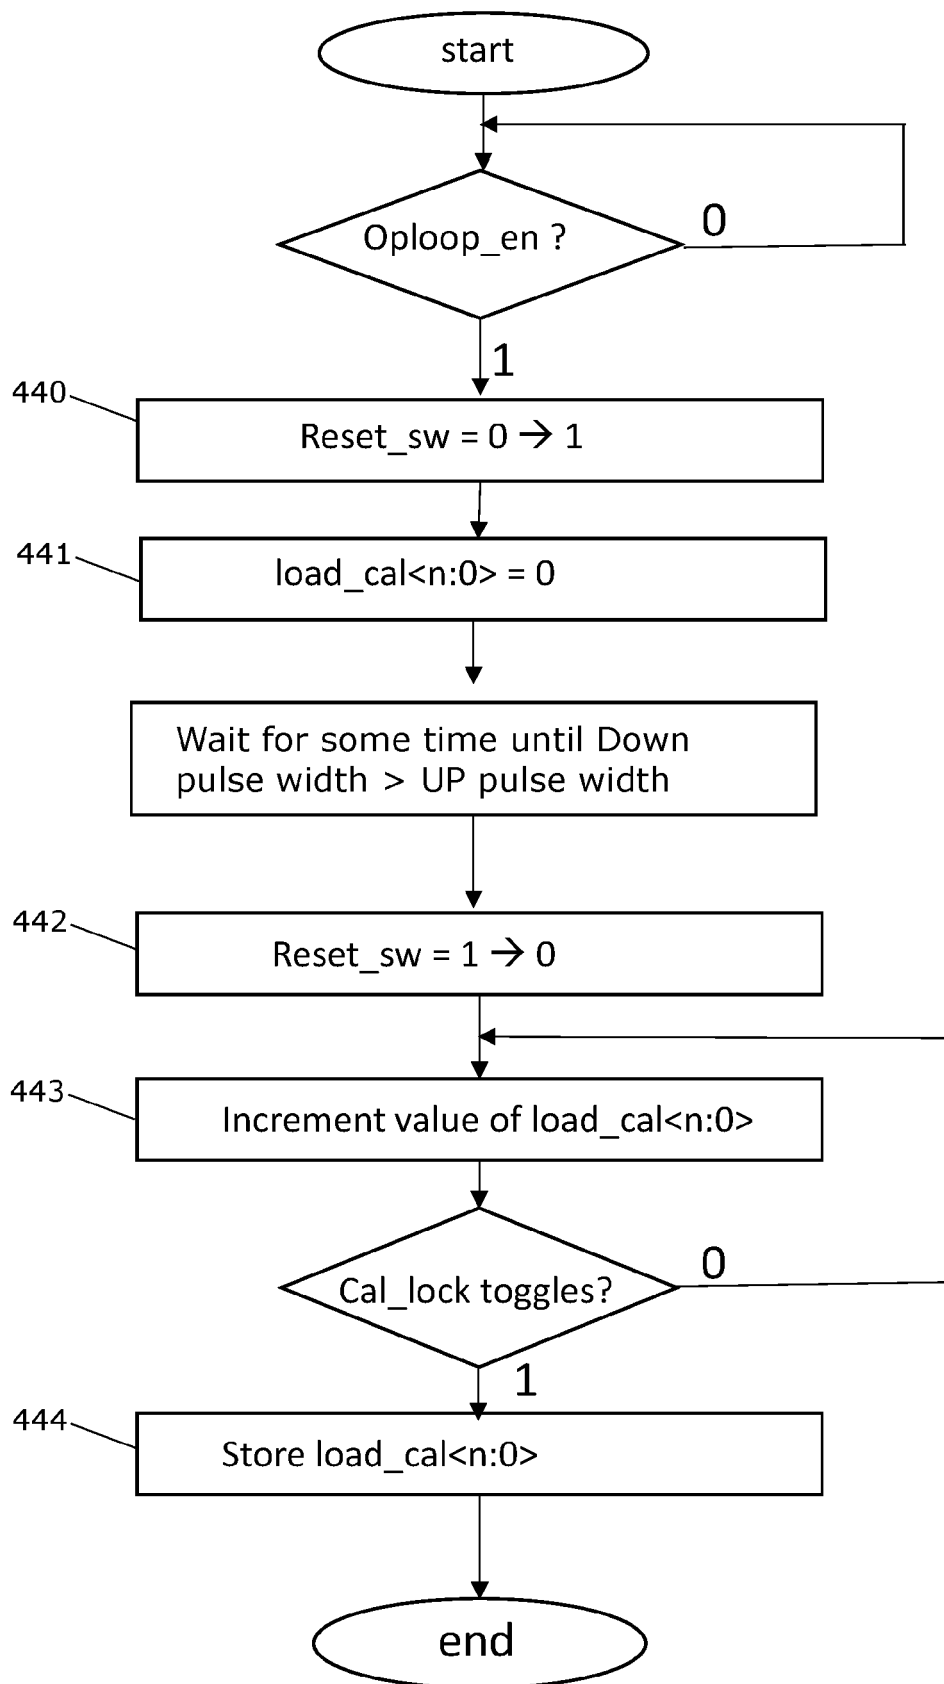 start
Oploop_en ?
0
1
440
Reset_sw = 0 → 1
441
load_cal<n:0> = 0
Wait for some time until Down
pulse width > UP pulse width
442
Reset_sw = 1 → 0
443
Increment value of load_cal<n:0>
Cal_lock toggles?
0
1
444
Store load_cal<n:0>
end